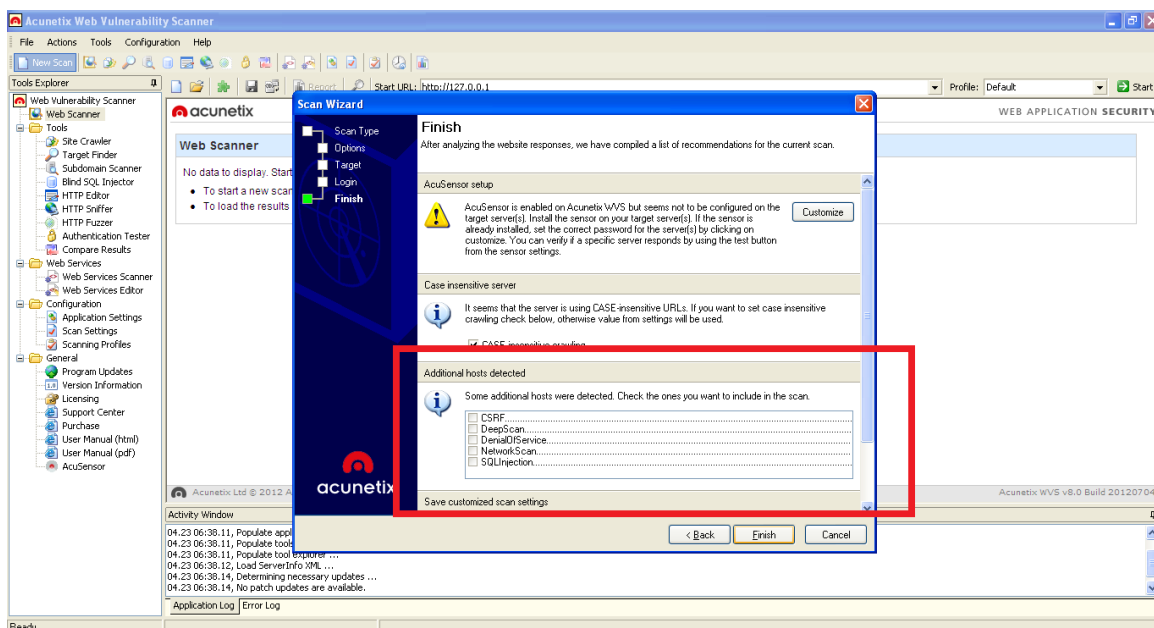 Acunetix Web Vulnerability Scanner
File Actions Tools Configuration Help
New Scan
Report
Start URL: http://127.0.0.1
Profile: Default
Start
Tools Explorer
Web Vulnerability Scanner
Web Scanner
Tools
Site Crawler
Target Finder
Subdomain Scanner
Blind SQL Injector
HTTP Editor
HTTP Sniffer
HTTP Fuzzer
Authentication Tester
Compare Results
Web Services
Web Services Scanner
Web Services Editor
Configuration
Application Settings
Scan Settings
Scanning Profiles
General
Program Updates
Version Information
Licensing
Support Center
Purchase
User Manual (html)
User Manual (pdf)
AcuSensor
acunetix
WEB APPLICATION SECURITY
Web Scanner
No data to display. Start
To start a new scan
To load the results
Scan Wizard
Scan Type
Options
Target
Login
Finish
acunetix
Finish
After analyzing the website responses, we have compiled a list of recommendations for the current scan.
AcuSensor setup
AcuSensor is enabled on Acunetix WVS but seems not to be configured on the
target server(s). Install the sensor on your target server(s). If the sensor is
already installed, set the correct password for the server(s) by clicking on
customize. You can verify if a specific server responds by using the test button
from the sensor settings.
Customize
Case insensitive server
It seems that the server is using CASE-insensitive URLs. If you want to set case insensitive
crawling check below, otherwise value from settings will be used.
CASE insensitive crawling
Additional hosts detected
Some additional hosts were detected. Check the ones you want to include in the scan.
CSRF
DeepScan
DenialOfService
NetworkScan
SQLInjection
Save customized scan settings
< Back
Finish
Cancel
Acunetix Ltd © 2012 A
Acunetix WVS v8.0 Build 20120704
Activity Window
04.23 06:38.11, Populate appl
04.23 06:38.11, Populate tools
04.23 06:38.11, Populate tool explorer ...
04.23 06:38.12, Load ServerInfo XML ...
04.23 06:38.14, Determining necessary updates ...
04.23 06:38.14, No patch updates are available.
Application Log Error Log
Ready